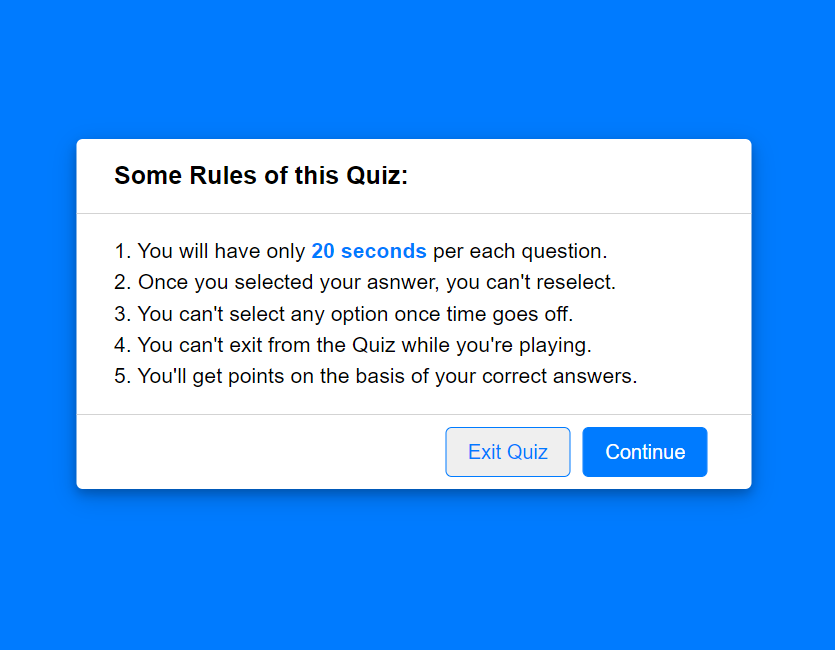 Some Rules of this Quiz:
1. You will have only 20 seconds per each question.
2. Once you selected your asnwer, you can't reselect.
3. You can't select any option once time goes off.
4. You can't exit from the Quiz while you're playing.
5. You'll get points on the basis of your correct answers.
Exit Quiz Continue